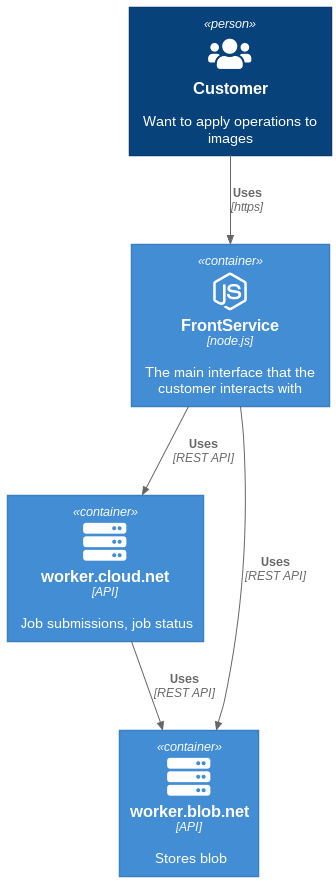 «person»
Customer
Want to apply operations to
images
Uses
[https]
«container»
JS
FrontService
[node.js]
The main interface that the
customer interacts with
Uses
[REST API]
«container»
worker.cloud.net
[API]
Job submissions, job status
Uses
[REST API]
Uses
[REST API]
«container»
worker.blob.net
[API]
Stores blob